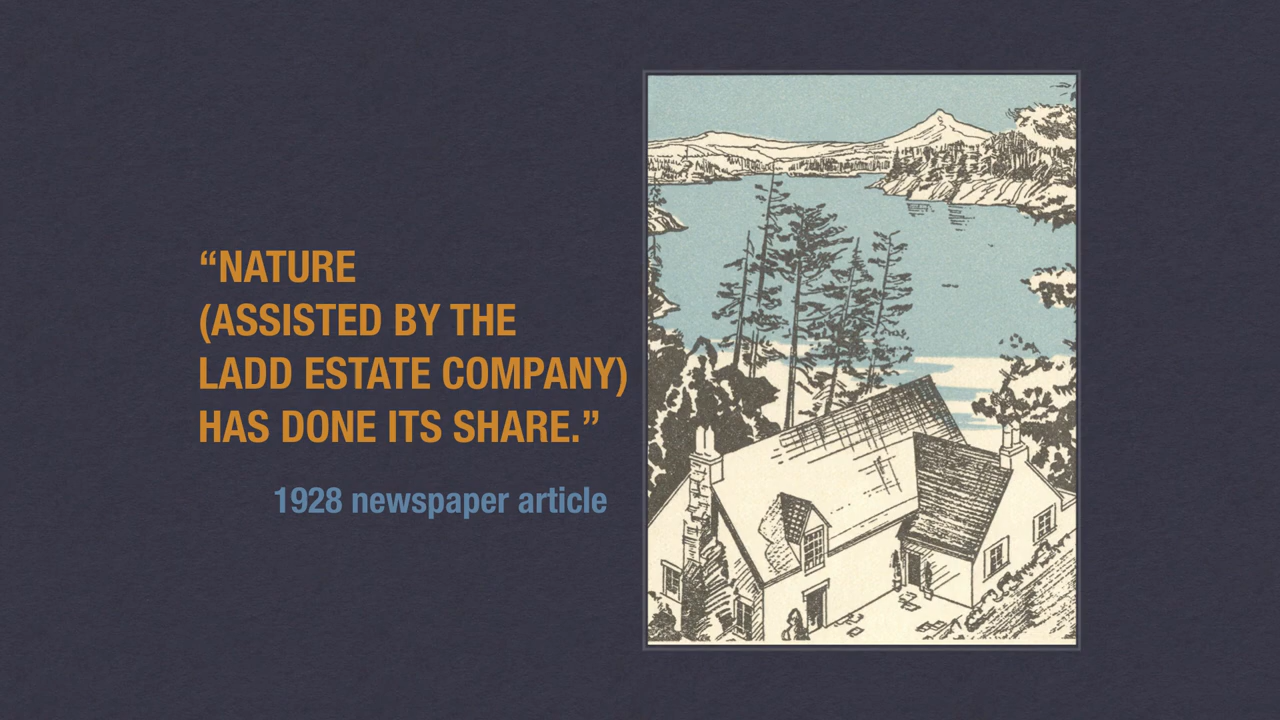 “NATURE
(ASSISTED BY THE
LADD ESTATE COMPANY)
HAS DONE ITS SHARE.”
1928 newspaper article